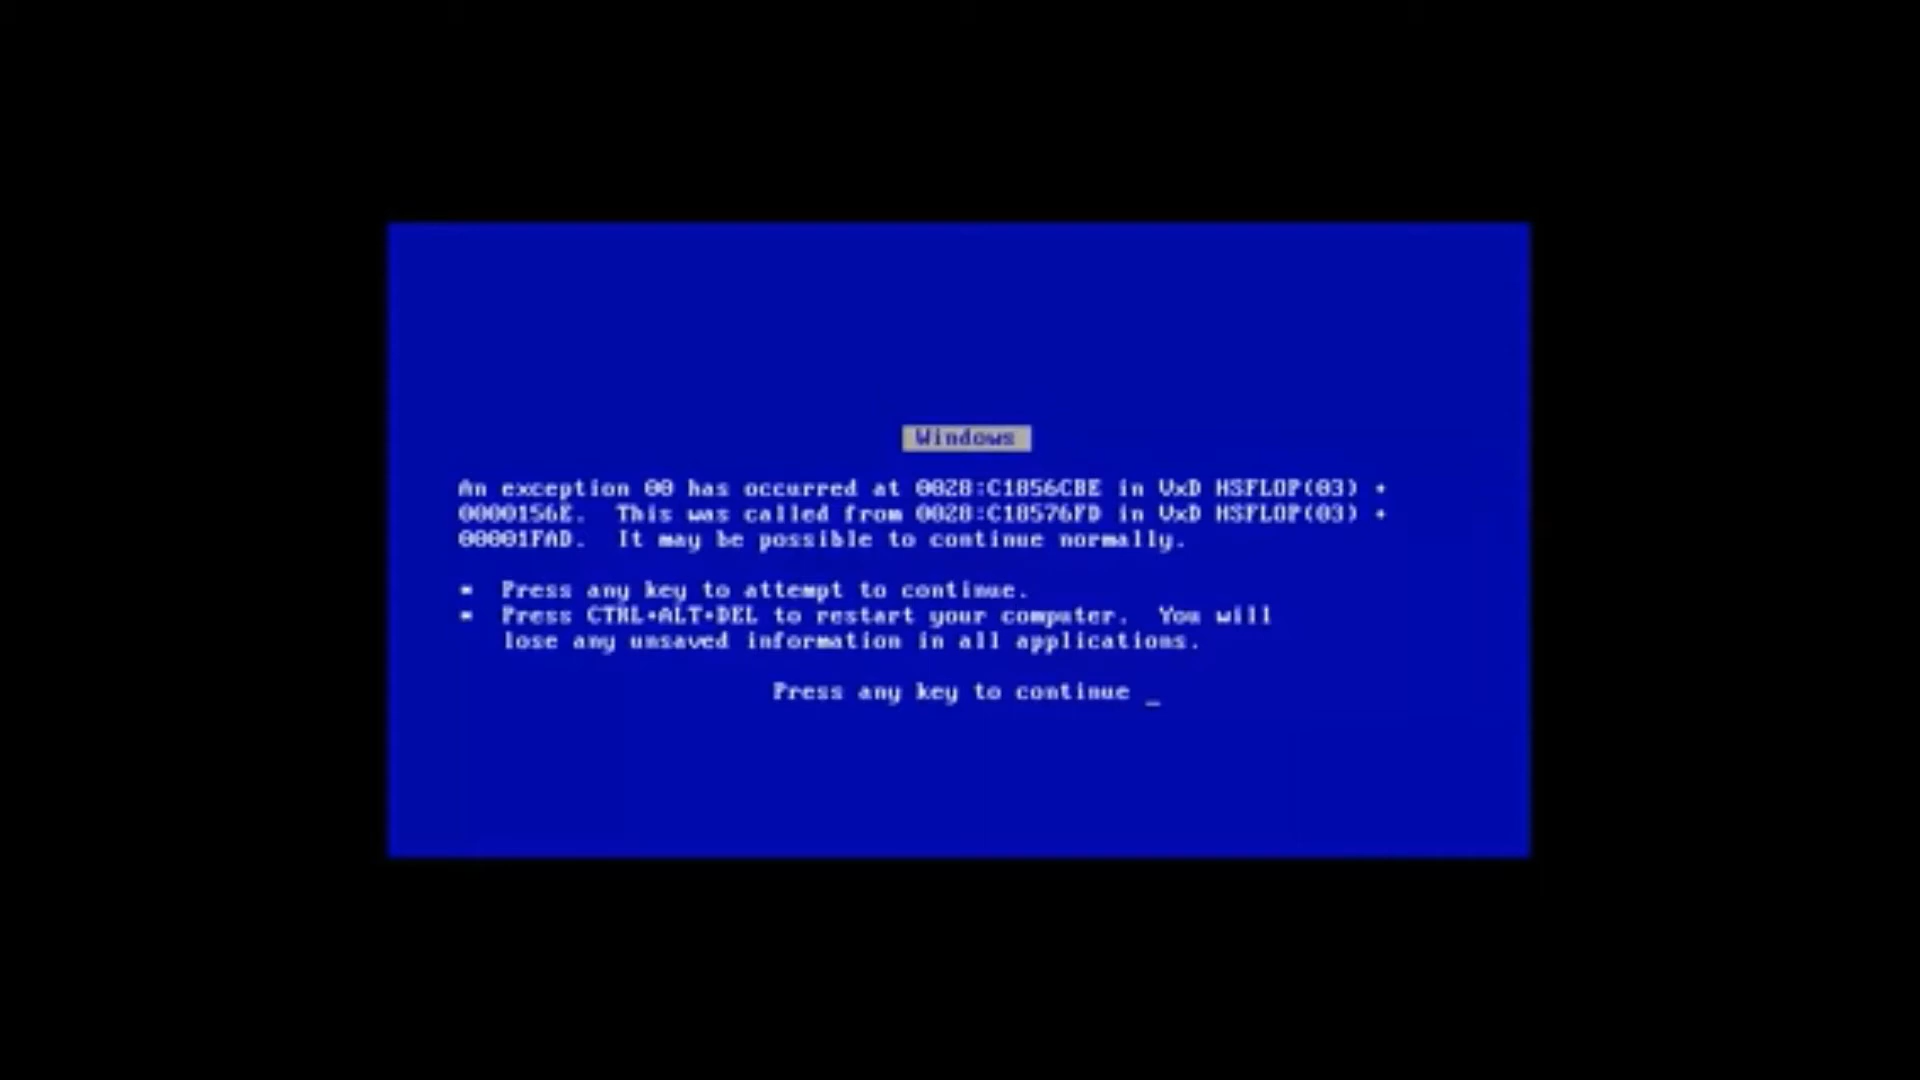 Windows
An exception 00 has occurred at 0028:C1856CBE in VxD HSFLOP(03) +
0000156E.  This was called from 0028:C18576FD in VxD HSFLOP(03) +
00001FAD.  It may be possible to continue normally.
*  Press any key to attempt to continue.
*  Press CTRL+ALT+DEL to restart your computer.  You will
lose any unsaved information in all applications.
Press any key to continue _